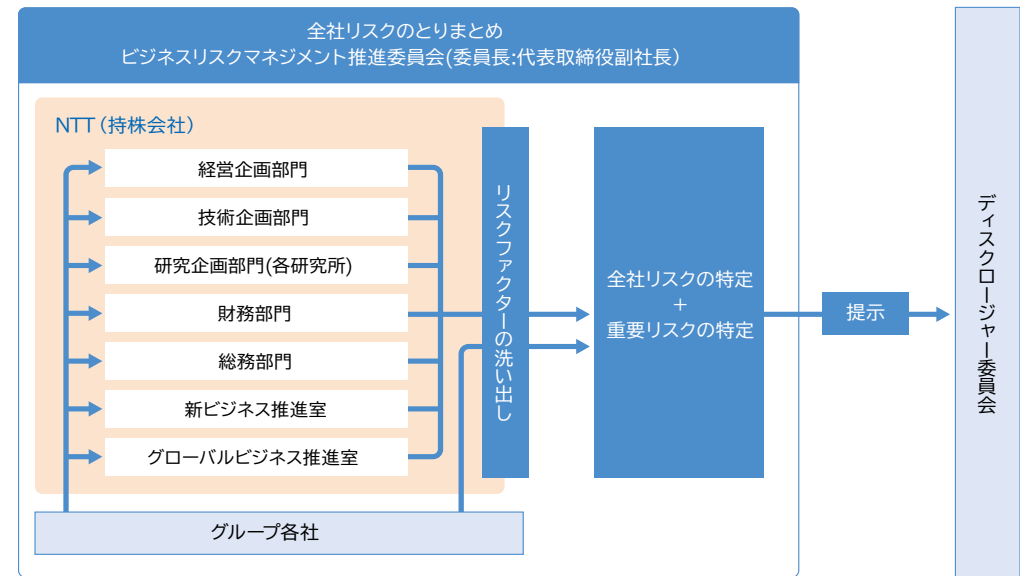 全社リスクのとりまとめ
ビジネスリスクマネジメント推進委員会(委員長:代表取締役副社長)
NTT(持株会社)
経営企画部門
技術企画部門
研究企画部門(各研究所)
財務部門
総務部門
新ビジネス推進室
グローバルビジネス推進室
グループ各社
リスクファクターの洗い出し
全社リスクの特定
+
重要リスクの特定
提示
ディスクロージャー委員会